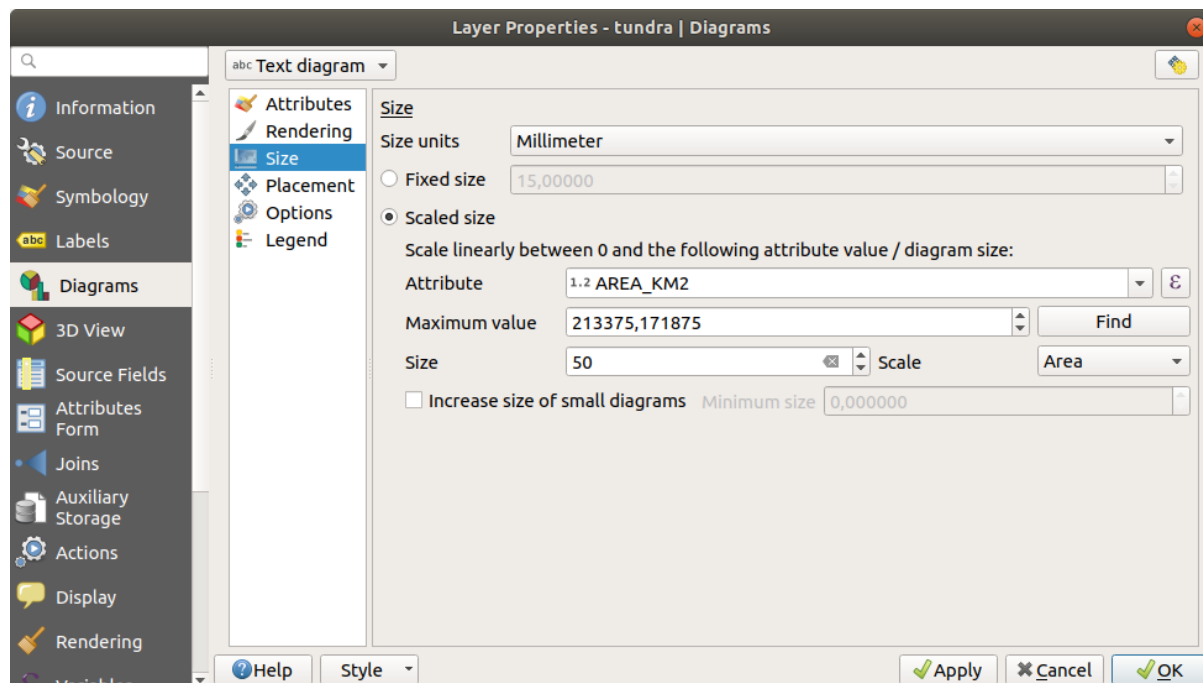 Layer Properties - tundra | Diagrams
Information
Source
Symbology
abc Labels
Diagrams
3D View
Source Fields
Attributes
Form
Joins
Auxiliary
Storage
Actions
Display
Rendering
abc Text diagram
Attributes
Rendering
Size
Placement
Options
Legend
Size
Size units Millimeter
Fixed size 15,00000
Scaled size
Scale linearly between 0 and the following attribute value / diagram size:
Attribute 1.2 AREA_KM2 ε
Maximum value 213375,171875 Find
Size 50 Scale Area
Increase size of small diagrams Minimum size 0,000000
Help Style Apply Cancel OK